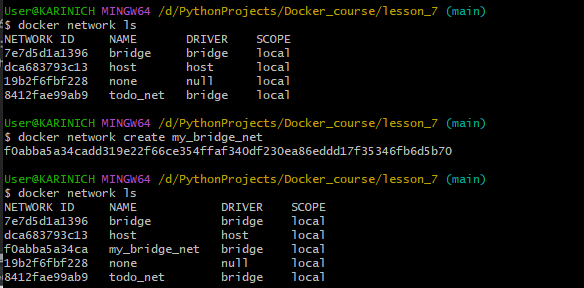 User@KARINICH MINGW64 /d/PythonProjects/Docker_course/lesson_7 (main)
$ docker network ls
NETWORK ID     NAME       DRIVER    SCOPE
7e7d5d1a1396   bridge     bridge    local
dca683793c13   host       host      local
19b2f6fbf228   none       null      local
8412fae99ab9   todo_net   bridge    local
User@KARINICH MINGW64 /d/PythonProjects/Docker_course/lesson_7 (main)
$ docker network create my_bridge_net
f0abba5a34cadd319e22f66ce354ffaf340df230ea86eddd17f35346fb6d5b70
User@KARINICH MINGW64 /d/PythonProjects/Docker_course/lesson_7 (main)
$ docker network ls
NETWORK ID     NAME            DRIVER    SCOPE
7e7d5d1a1396   bridge          bridge    local
dca683793c13   host            host      local
f0abba5a34ca   my_bridge_net   bridge    local
19b2f6fbf228   none            null      local
8412fae99ab9   todo_net        bridge    local